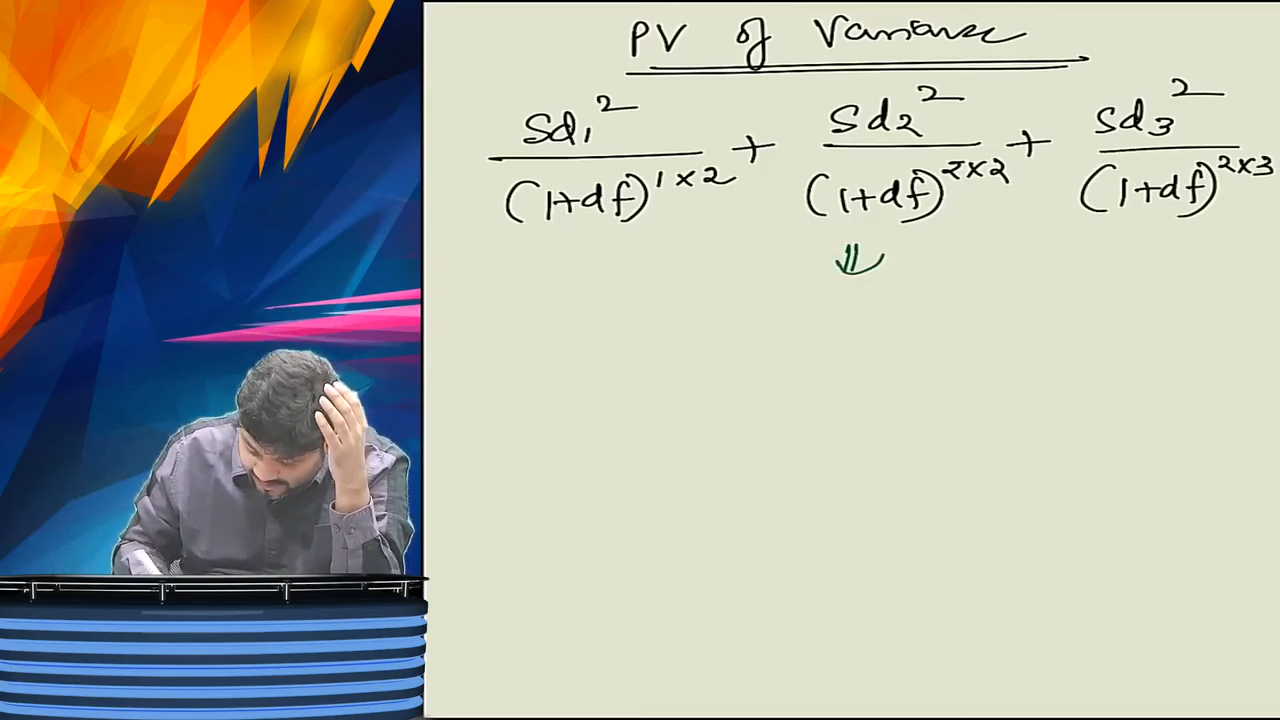 PV of Variance
Sd₁² / (1+df)^1×2 + Sd₂² / (1+df)^2×2 + Sd₃² / (1+df)^2×3
⇓